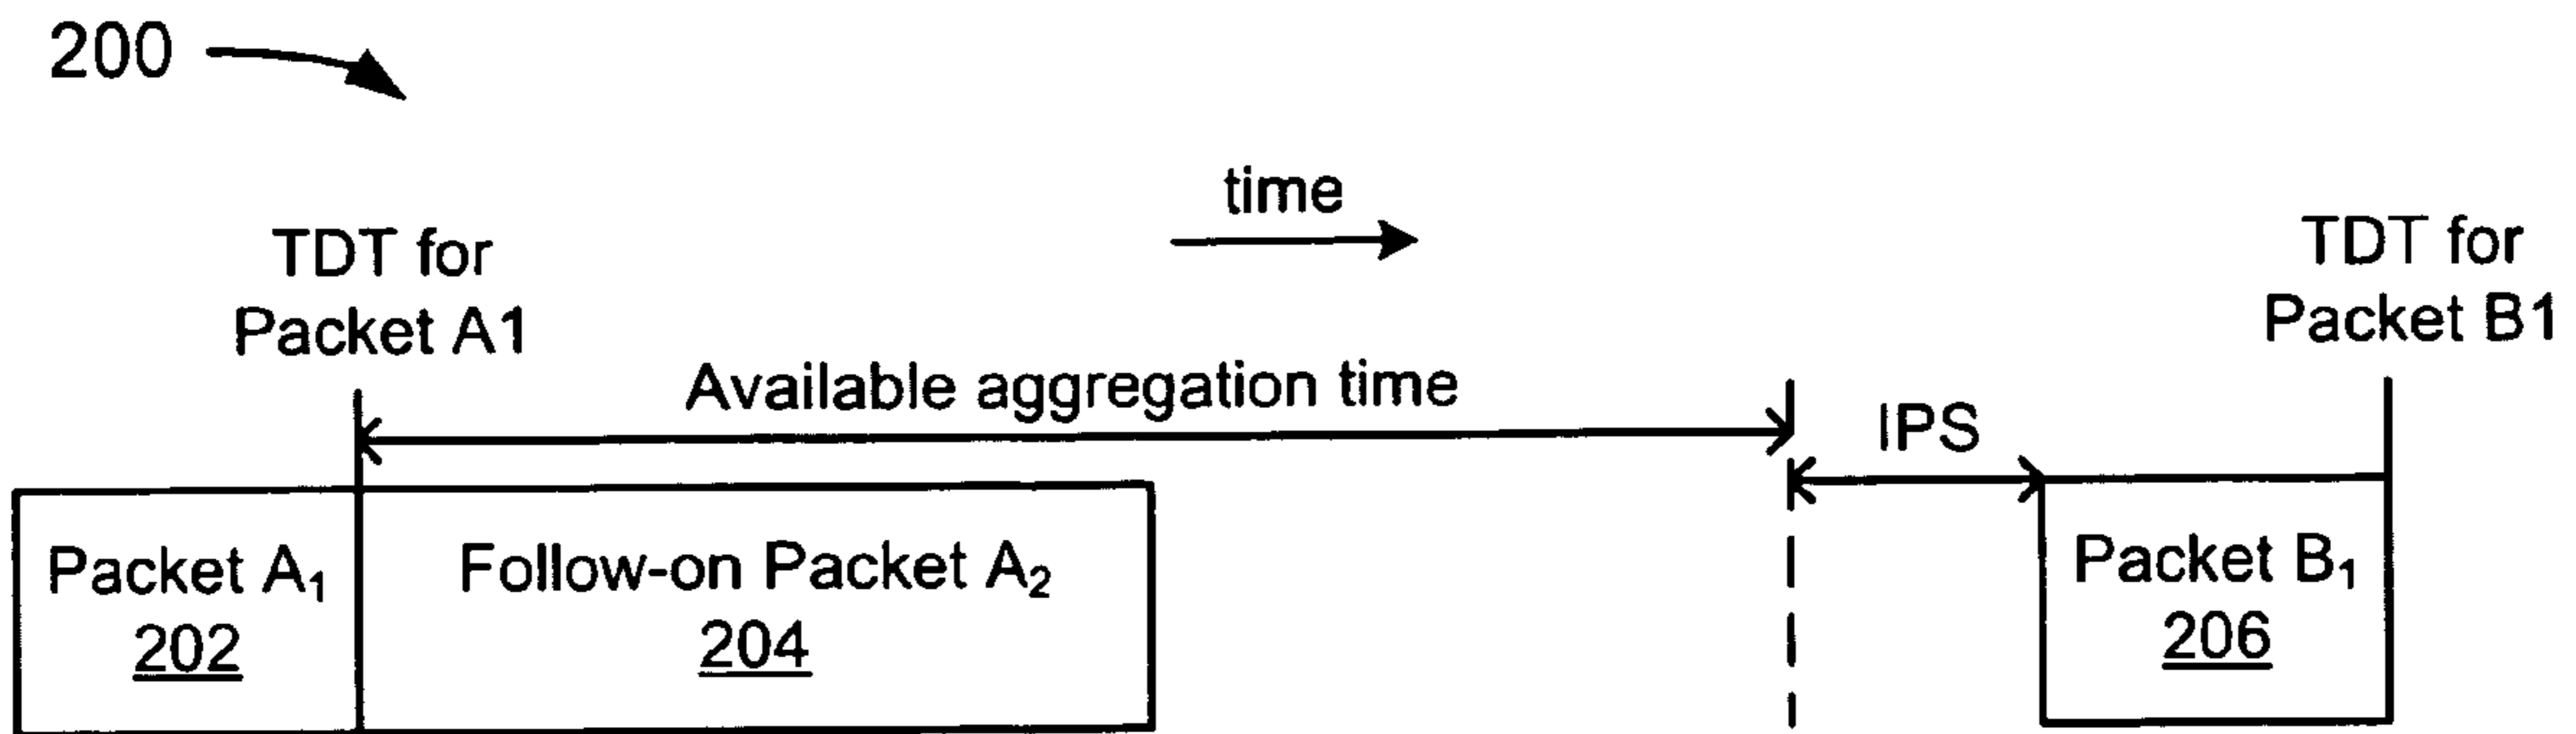 200
time
TDT for
Packet A1
TDT for
Packet B1
Available aggregation time
IPS
Packet A₁
202
Follow-on Packet A₂
204
Packet B₁
206